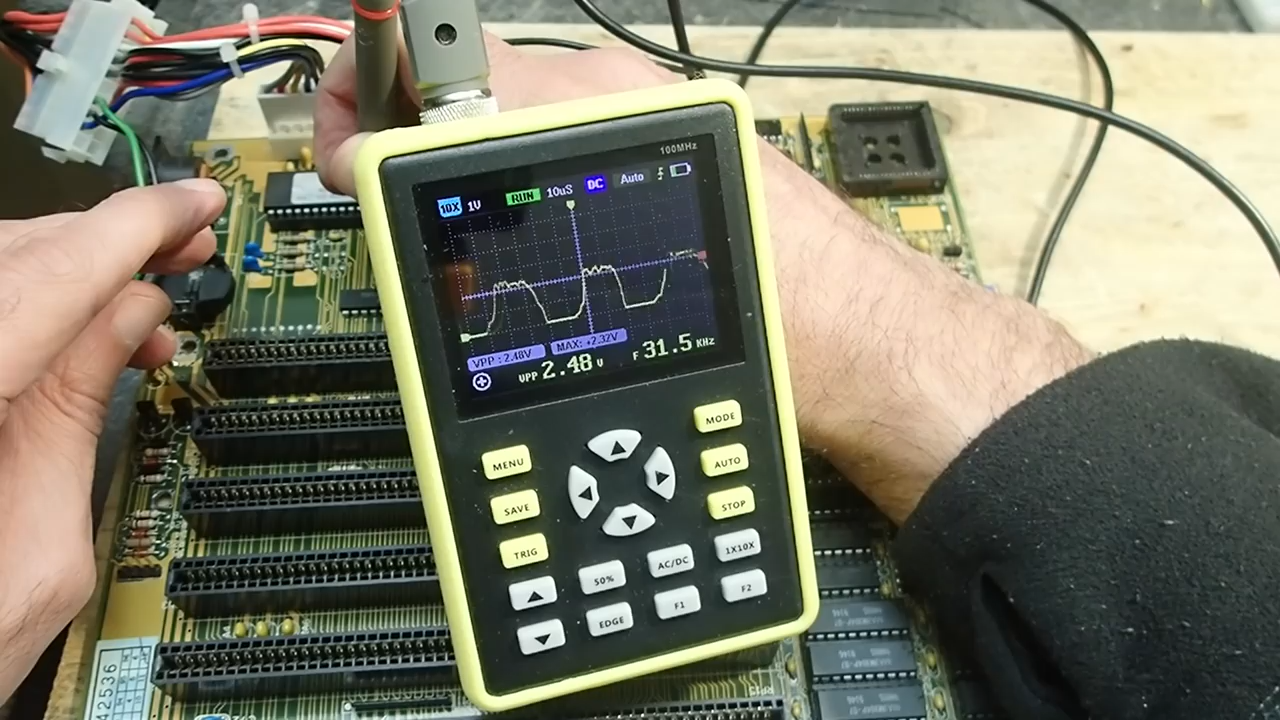 100MHz
10X 1V RUN 10uS DC Auto
VPP : 2.48V MAX: +2.32V
VPP 2.48 V F 31.5 KHz
MODE
MENU AUTO
SAVE STOP
TRIG 1X10X
50% AC/DC
F2
EDGE F1
42536